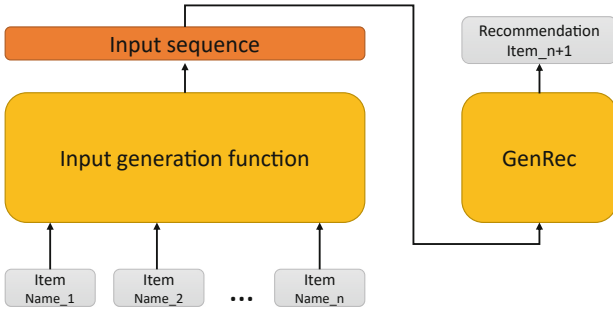 Input sequence
Recommendation
Item_n+1
Input generation function
GenRec
Item
Name_1
Item
Name_2
...
Item
Name_n